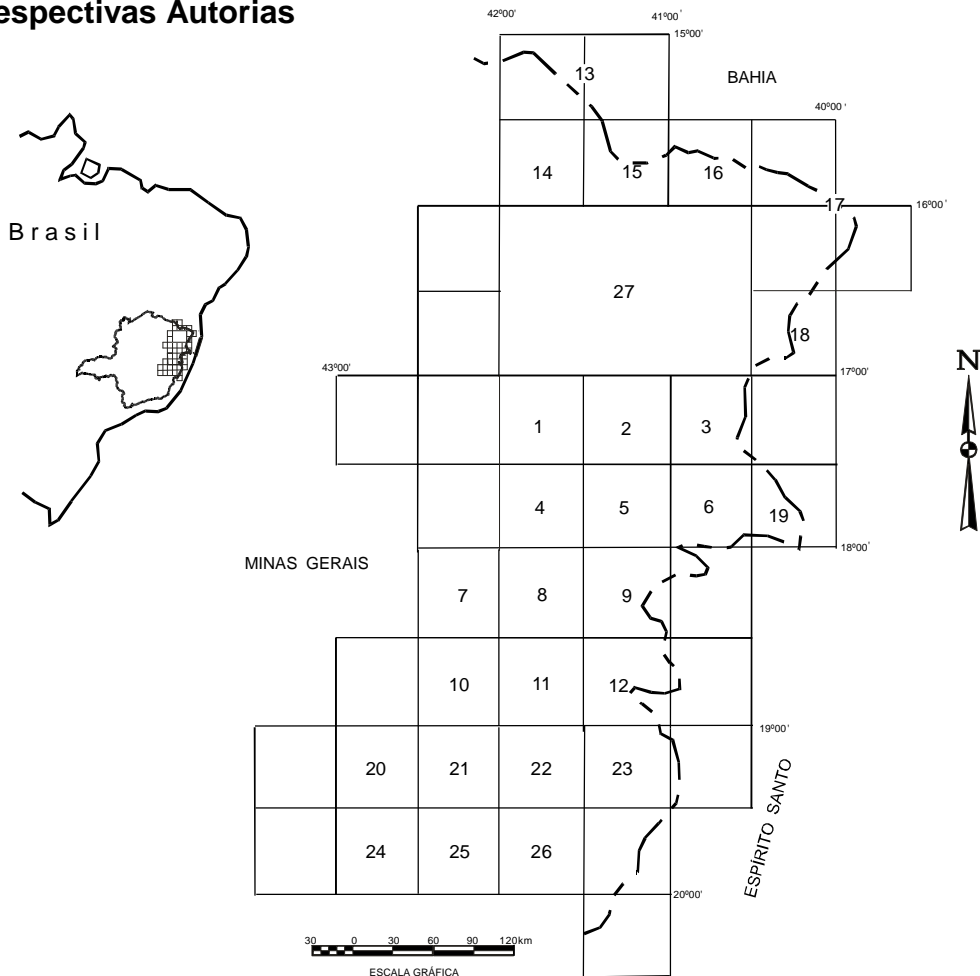 espectivas Autorias
42º00'
41º00'
15º00'
13
BAHIA
40º00'
14
15
16
17
16º00'
Brasil
27
18
43º00'
17º00'
N
1
2
3
4
5
6
19
18º00'
MINAS GERAIS
7
8
9
10
11
12
19º00'
20
21
22
23
ESPÍRITO SANTO
24
25
26
20º00'
30 0 30 60 90 120km
ESCALA GRÁFICA